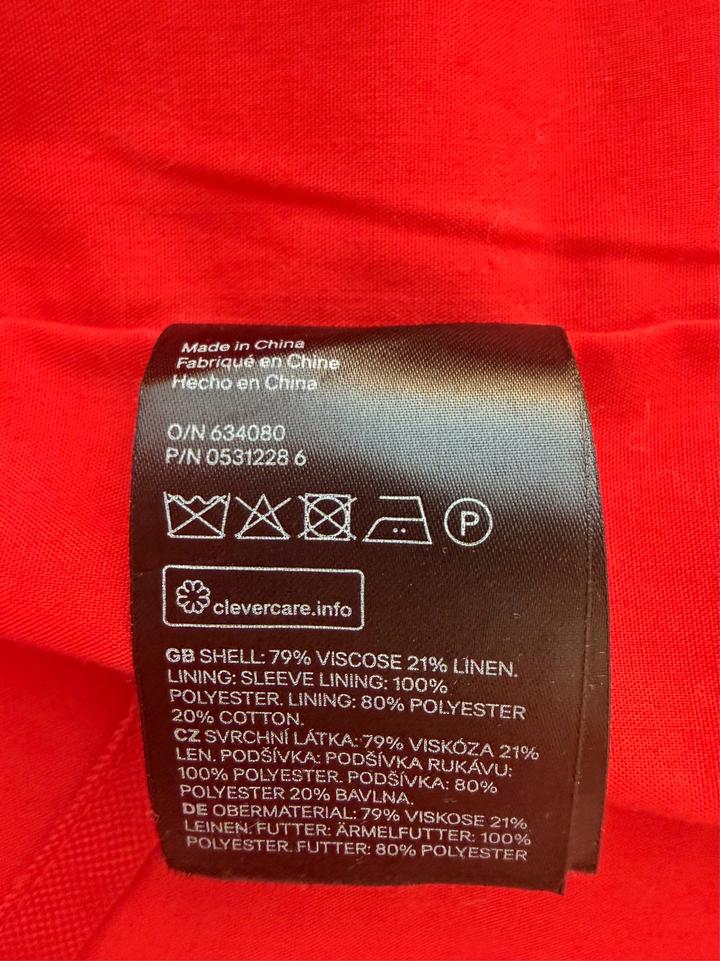 Made in China
Fabriqué en Chine
Hecho en China
O/N 634080
P/N 0531228 6
P
clevercare.info
GB SHELL: 79% VISCOSE 21% LINEN.
LINING: SLEEVE LINING: 100%
POLYESTER. LINING: 80% POLYESTER
20% COTTON.
CZ SVRCHNÍ LÁTKA: 79% VISKÓZA 21%
LEN. PODŠÍVKA: PODŠÍVKA RUKÁVU:
100% POLYESTER. PODŠÍVKA: 80%
POLYESTER 20% BAVLNA.
DE OBERMATERIAL: 79% VISKOSE 21%
LEINEN. FUTTER: ÄRMELFUTTER: 100%
POLYESTER. FUTTER: 80% POLYESTER